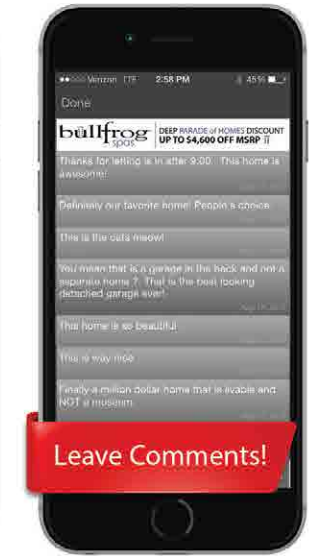 Verizon LTE 2:58 PM 45%
Done
bullfrog spas DEEP PARADE of HOMES DISCOUNT
UP TO $4,600 OFF MSRP
Thanks for letting is in after 9:00. This home is
awesome!
Definitely our favorite home! People s choice
This is the cats meow!
You mean that is a garage in the back and not a
separate home ? That is the best looking
detached garage ever!
This home is so beautiful
This is way nice
Finally a million dollar home that is livable and
NOT a museum
Leave Comments!